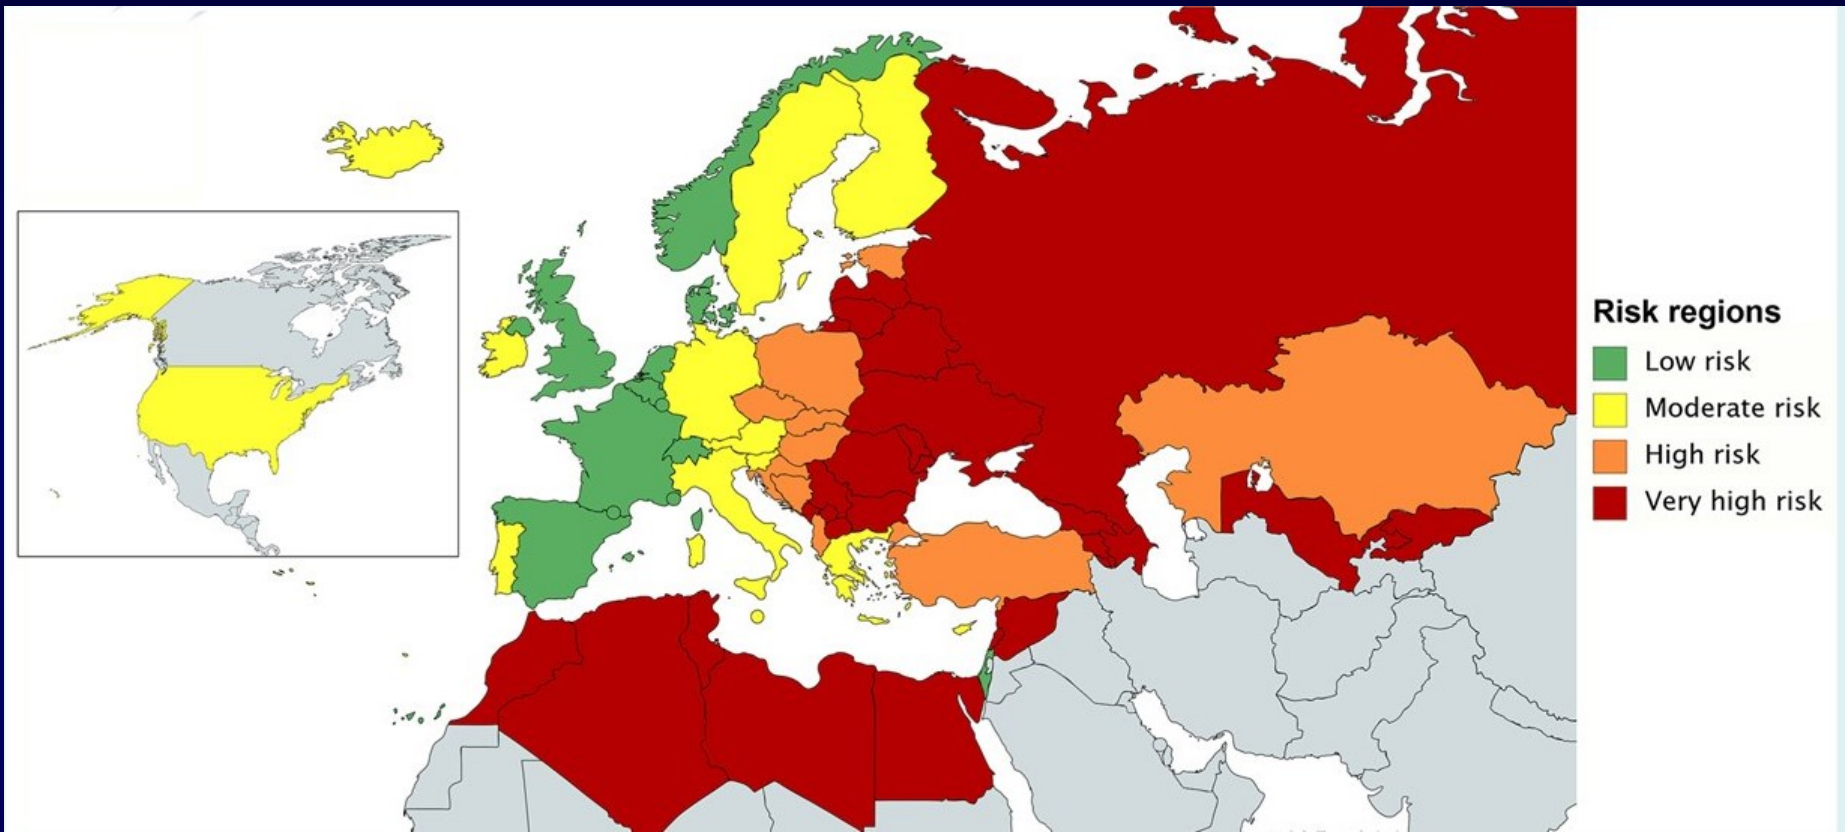 Risk regions
Low risk
Moderate risk
High risk
Very high risk